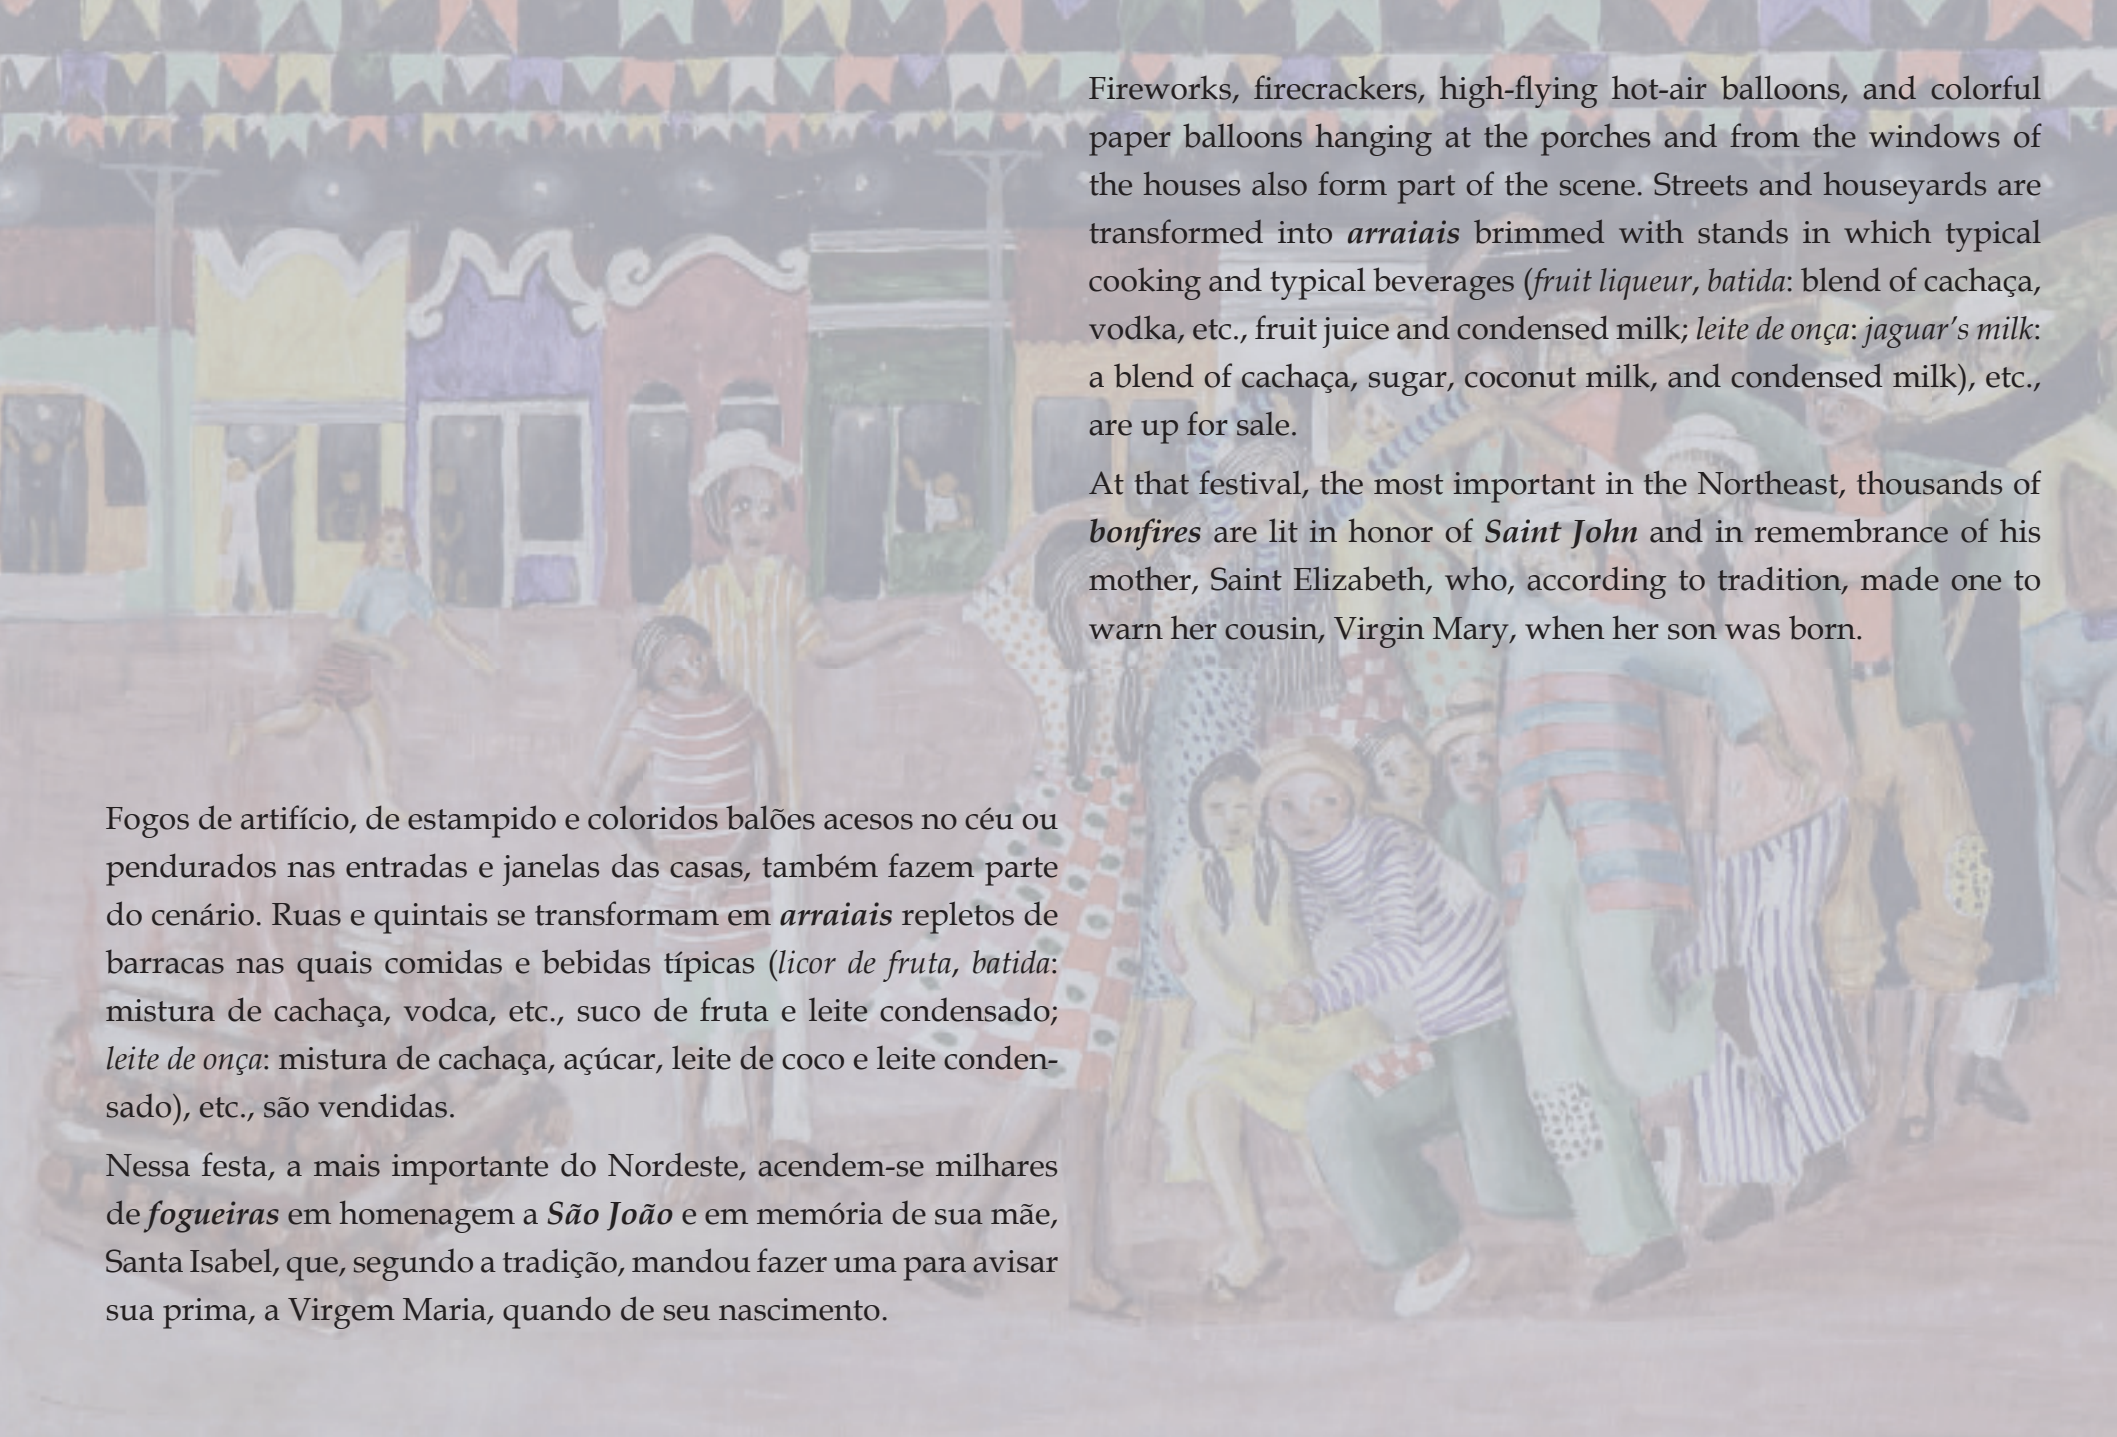 Fireworks, firecrackers, high-flying hot-air balloons, and colorful
paper balloons hanging at the porches and from the windows of
the houses also form part of the scene. Streets and houseyards are
transformed into arraiais brimmed with stands in which typical
cooking and typical beverages (fruit liqueur, batida: blend of cachaça,
vodka, etc., fruit juice and condensed milk; leite de onça: jaguar's milk:
a blend of cachaça, sugar, coconut milk, and condensed milk), etc.,
are up for sale.
At that festival, the most important in the Northeast, thousands of
bonfires are lit in honor of Saint John and in remembrance of his
mother, Saint Elizabeth, who, according to tradition, made one to
warn her cousin, Virgin Mary, when her son was born.
Fogos de artifício, de estampido e coloridos balões acesos no céu ou
pendurados nas entradas e janelas das casas, também fazem parte
do cenário. Ruas e quintais se transformam em arraiais repletos de
barracas nas quais comidas e bebidas típicas (licor de fruta, batida:
mistura de cachaça, vodca, etc., suco de fruta e leite condensado;
leite de onça: mistura de cachaça, açúcar, leite de coco e leite conden-
sado), etc., são vendidas.
Nessa festa, a mais importante do Nordeste, acendem-se milhares
de fogueiras em homenagem a São João e em memória de sua mãe,
Santa Isabel, que, segundo a tradição, mandou fazer uma para avisar
sua prima, a Virgem Maria, quando de seu nascimento.